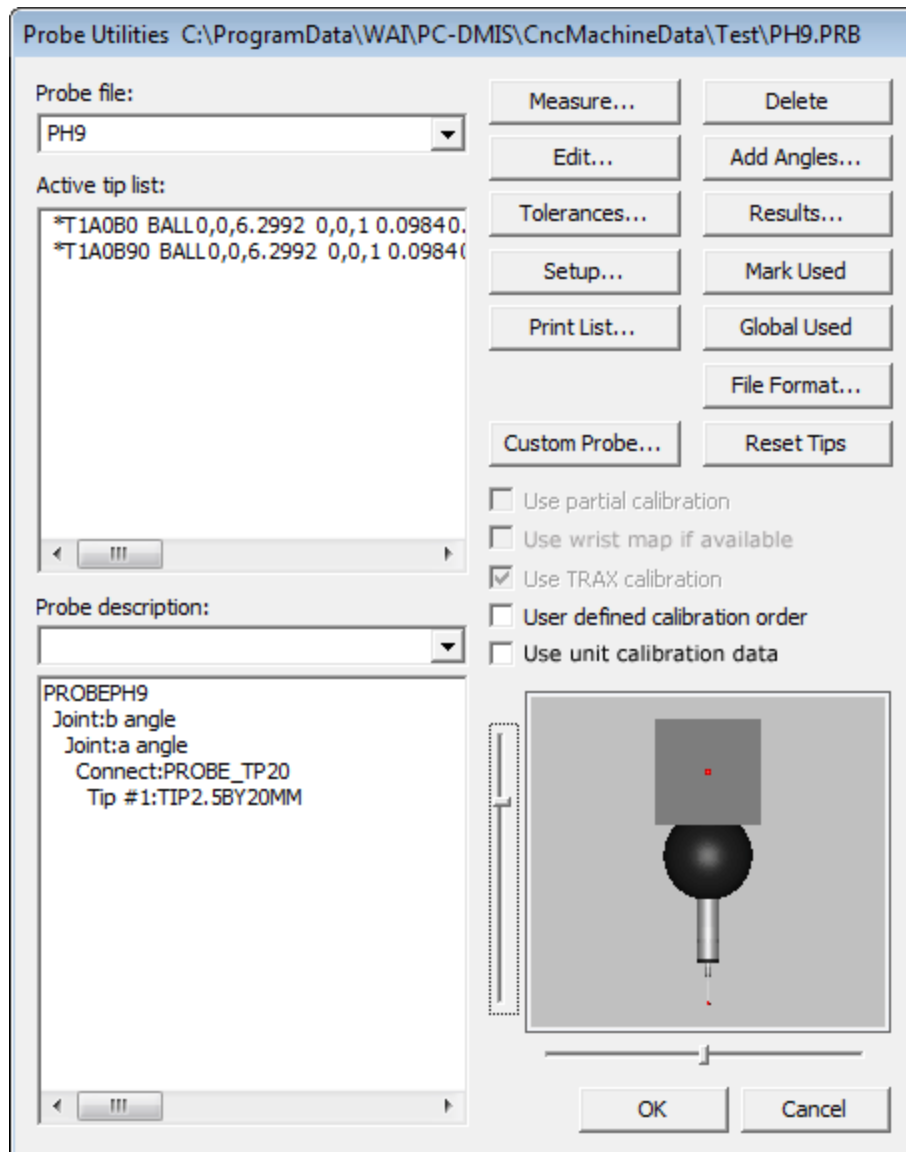 Probe Utilities C:\ProgramData\WAI\PC-DMIS\CncMachineData\Test\PH9.PRB
Probe file:
PH9
Active tip list:
*T1A0B0 BALL0,0,6.2992 0,0,1 0.09840.
*T1A0B90 BALL0,0,6.2992 0,0,1 0.0984(
Probe description:
PROBEPH9
Joint:b angle
Joint:a angle
Connect:PROBE_TP20
Tip #1:TIP2.5BY20MM
Measure...
Delete
Edit...
Add Angles...
Tolerances...
Results...
Setup...
Mark Used
Print List...
Global Used
File Format...
Custom Probe...
Reset Tips
Use partial calibration
Use wrist map if available
Use TRAX calibration
User defined calibration order
Use unit calibration data
OK
Cancel